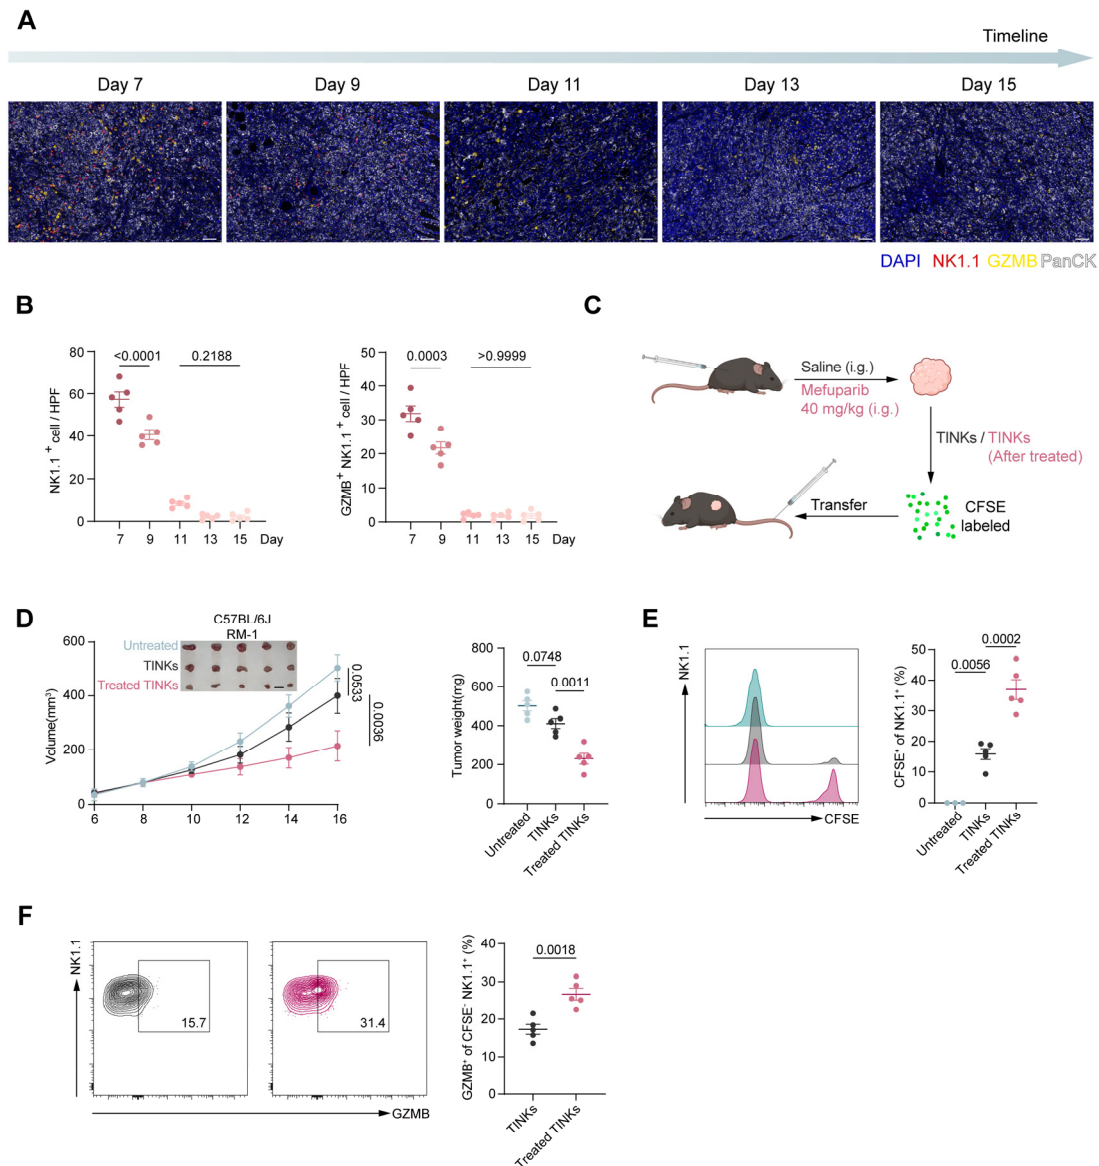 A
Timeline
Day 7 Day 9 Day 11 Day 13 Day 15
DAPI NK1.1 GZMB PanCK
B
NK1.1⁺ cell / HPF
80
60
40
20
0
<0.0001 0.2188
7 9 11 13 15 Day
GZMB⁺ NK1.1⁺ cell / HPF
50
40
30
20
10
0
0.0003 >0.9999
7 9 11 13 15 Day
C
Saline (i.g.)
Mefuparib
40 mg/kg (i.g.)
TINKs / TINKs
(After treated)
CFSE
labeled
Transfer
D
C57BL/6J
RM-1
Untreated
TINKs
Treated TINKs
Volume(mm³)
600
400
200
0
6 8 10 12 14 16
0.0533
0.0036
Tumor weight(mg)
800
600
400
200
0
0.0748
0.0011
Untreated
TINKs
Treated TINKs
E
NK1.1
CFSE
CFSE⁺ of NK1.1⁺ (%)
50
40
30
20
10
0
0.0002
0.0056
Untreated
TINKs
Treated TINKs
F
NK1.1
15.7
31.4
GZMB
GZMB⁺ of CFSE⁻ NK1.1⁺ (%)
40
30
20
10
0
0.0018
TINKs
Treated TINKs